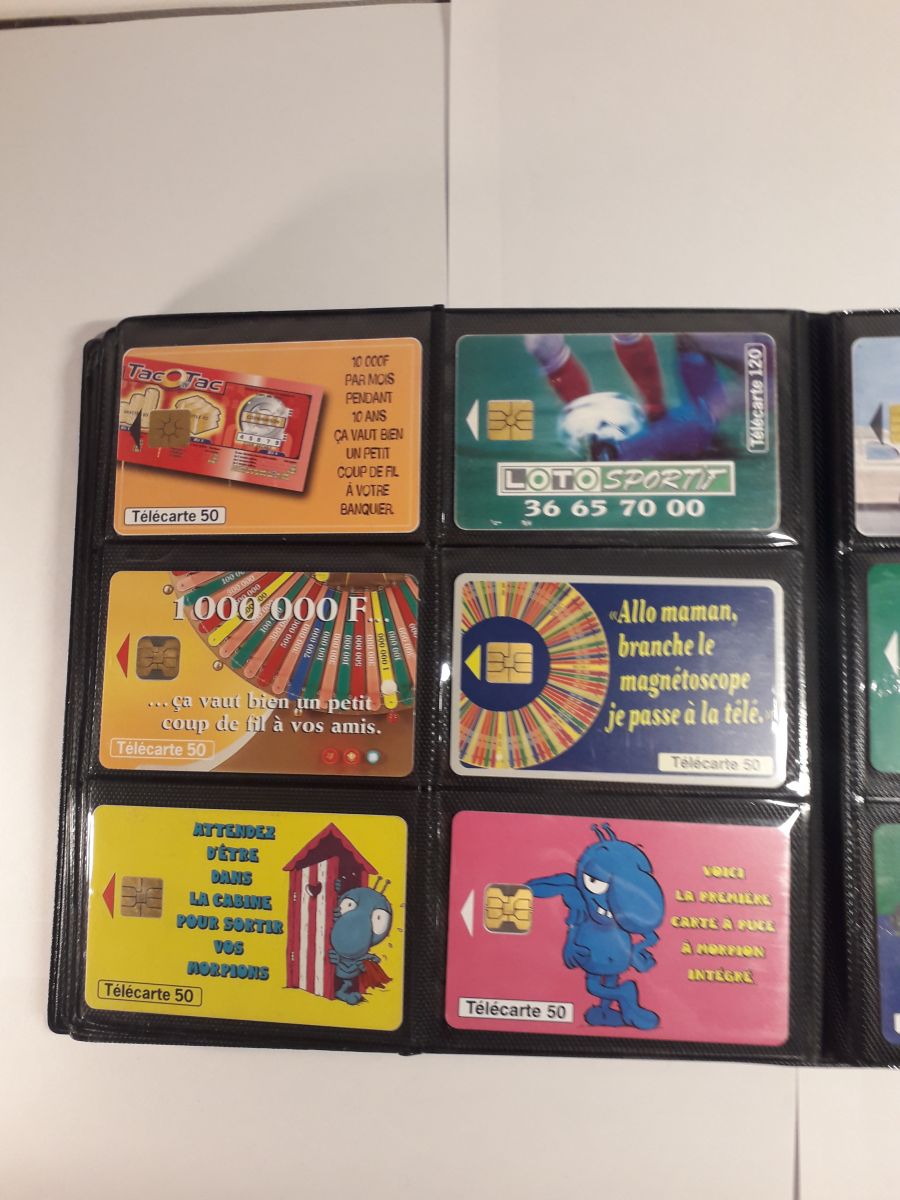 TacOTac
10 000F
PAR MOIS
PENDANT
10 ANS
ÇA VAUT BIEN
UN PETIT
COUP DE FIL
À VOTRE
BANQUIER.
Télécarte 50
Télécarte 120
LOTO SPORTIF
36 65 70 00
1 000 000 F...
...ça vaut bien un petit
coup de fil à vos amis.
Télécarte 50
«Allo maman,
branche le
magnétoscope
je passe à la télé.»
Télécarte 50
ATTENDEZ
D'ÊTRE
DANS
LA CABINE
POUR SORTIR
VOS
MORPIONS
Télécarte 50
VOICI
LA PREMIÈRE
CARTE A PUCE
A MORPION
INTÉGRÉ
Télécarte 50